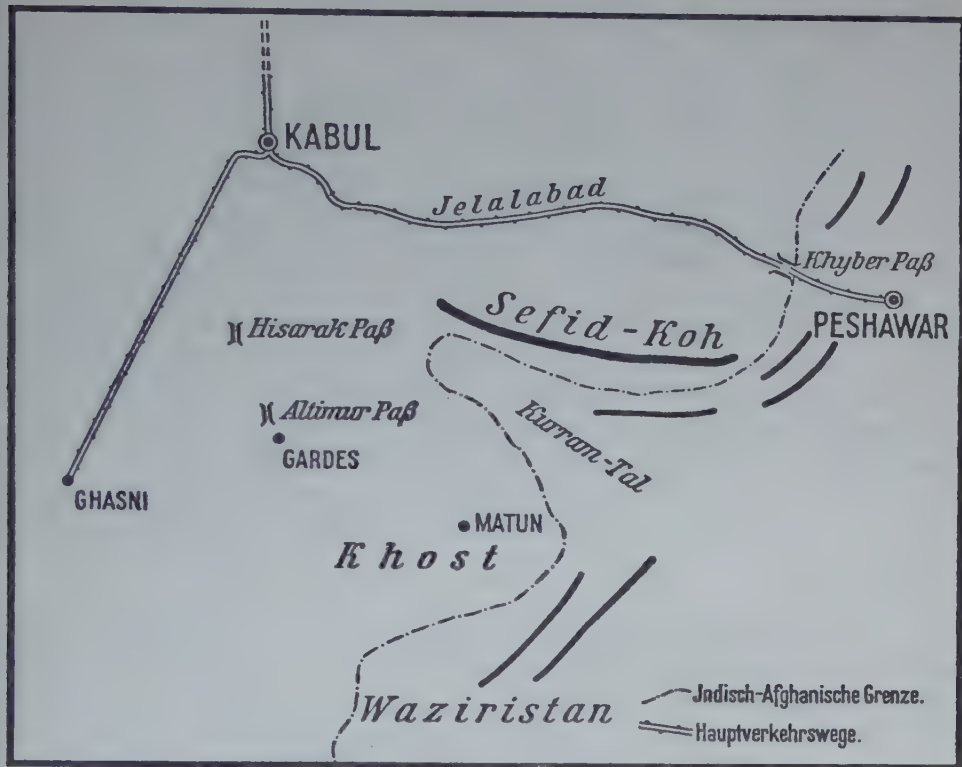 KABUL
Jelalabad
Khyber Paß
PESHAWAR
Sefid-Koh
Hisarak Paß
Altimur Paß
GARDES
Kurram-Tal
GHASNI
MATUN
Khost
Waziristan
Jndisch-Afghanische Grenze.
Hauptverkehrswege.